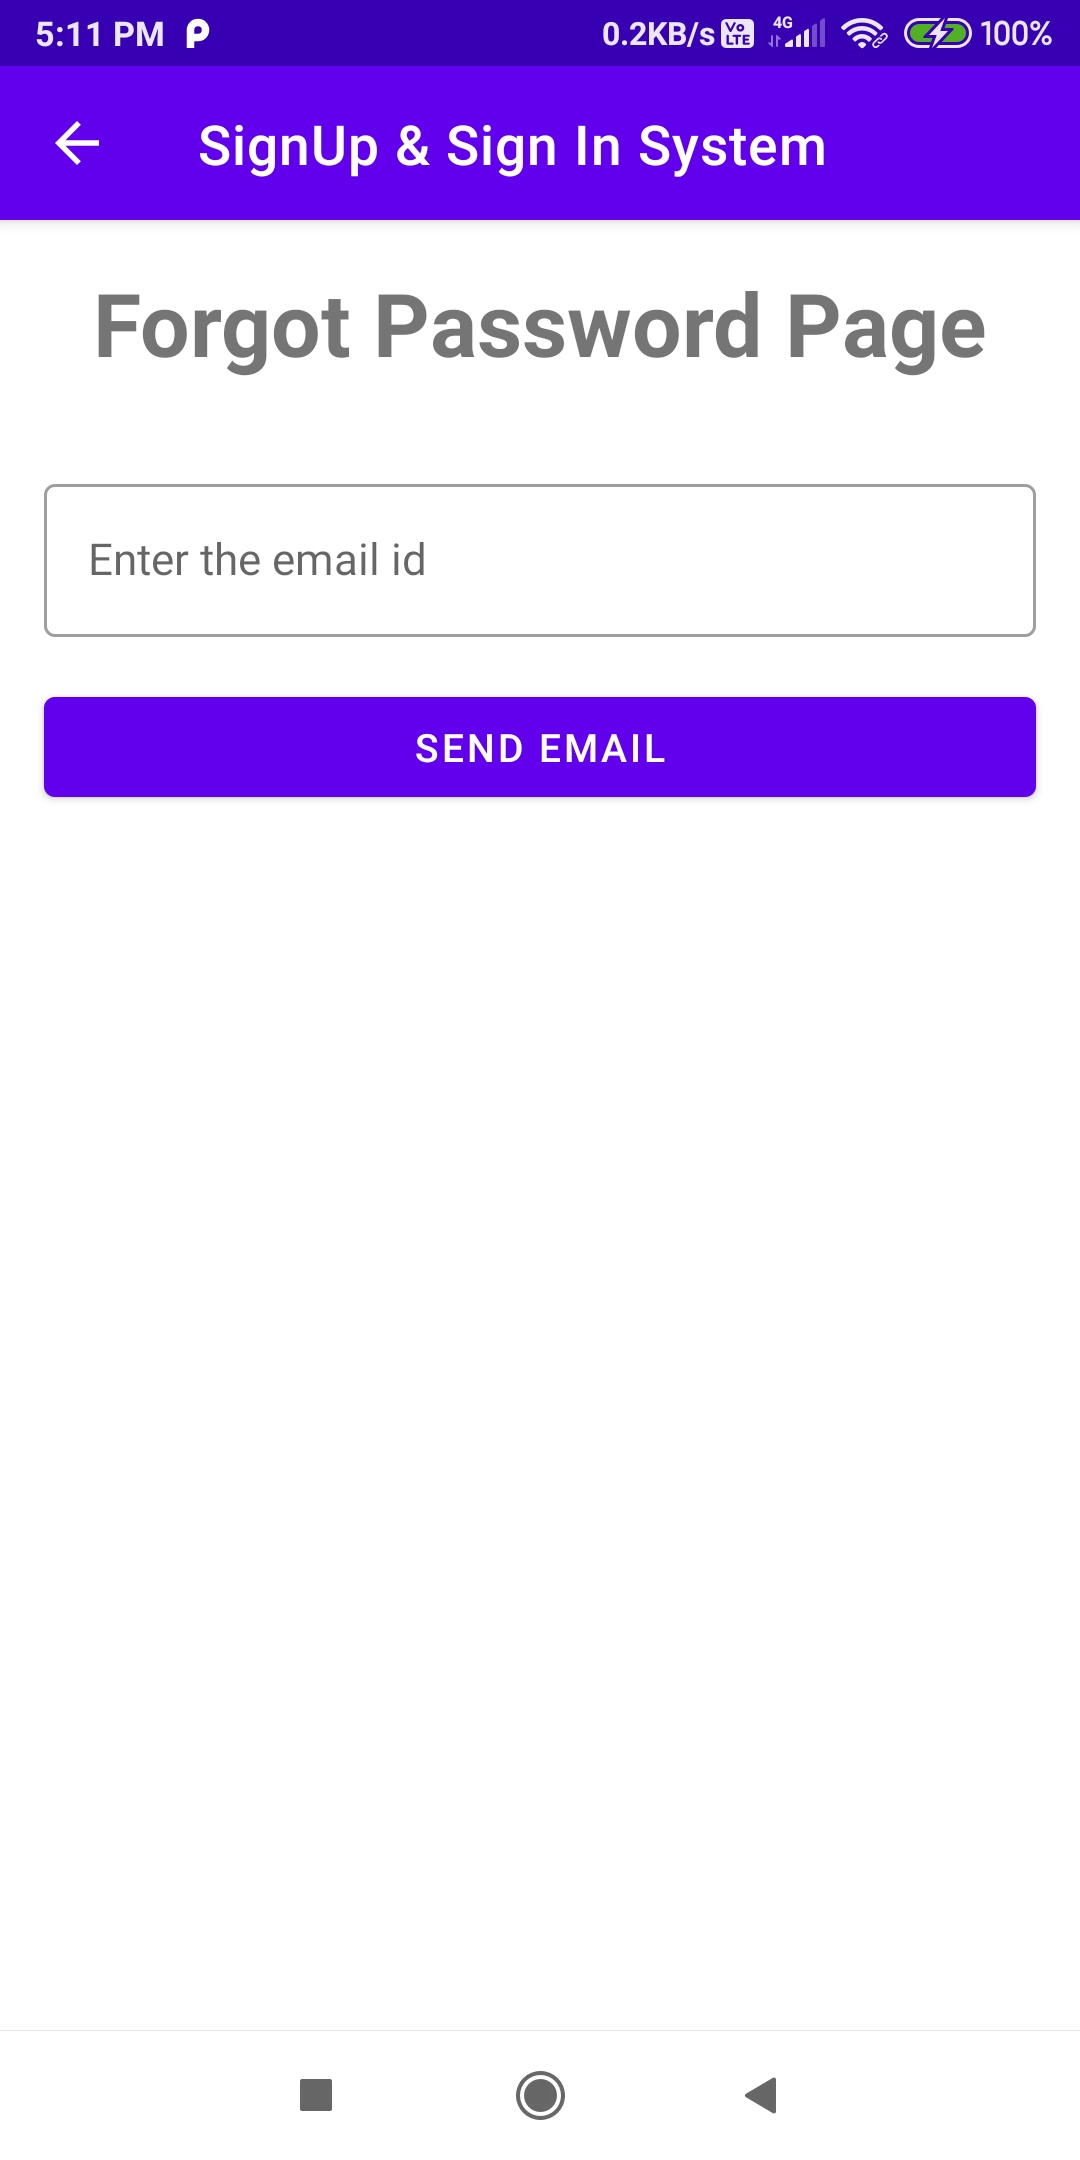 5:11 PM 0.2KB/s Vo LTE 4G 100%
SignUp & Sign In System
Forgot Password Page
Enter the email id
SEND EMAIL